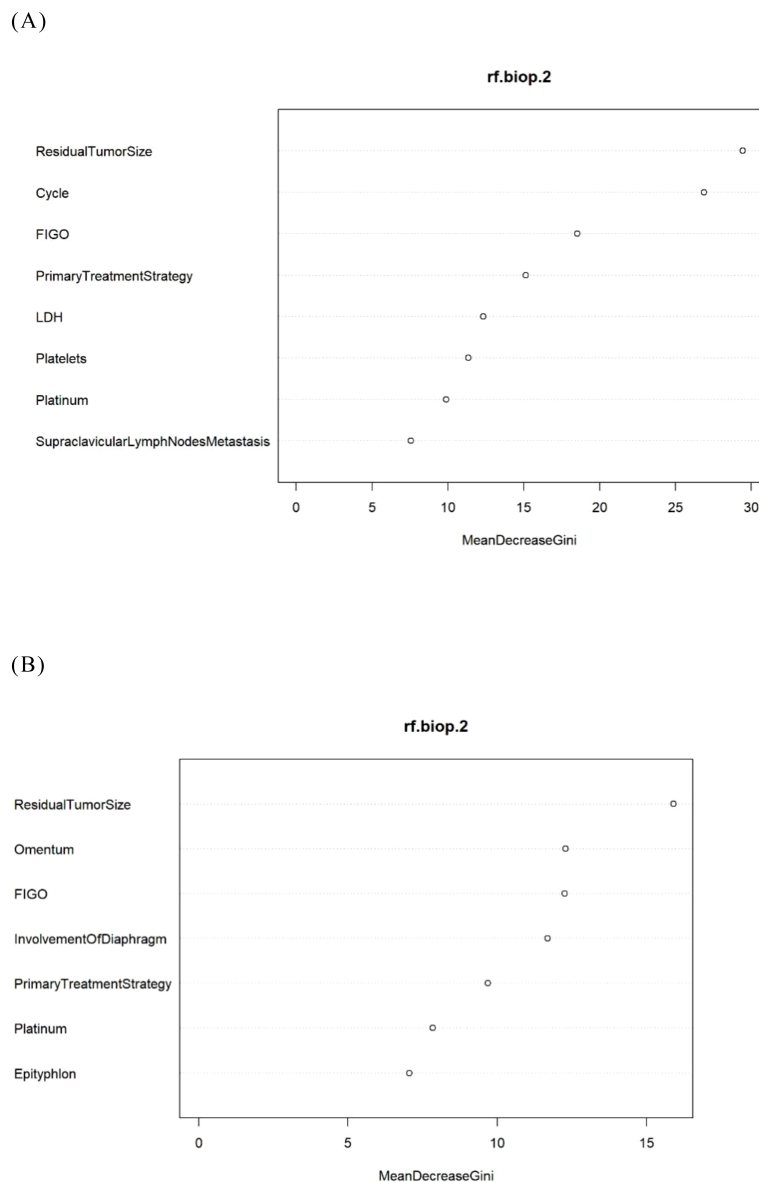 (A)
rf.biop.2
ResidualTumorSize
Cycle
FIGO
PrimaryTreatmentStrategy
LDH
Platelets
Platinum
SupraclavicularLymphNodesMetastasis
0 5 10 15 20 25 30
MeanDecreaseGini
(B)
rf.biop.2
ResidualTumorSize
Omentum
FIGO
InvolvementOfDiaphragm
PrimaryTreatmentStrategy
Platinum
Epityphlon
0 5 10 15
MeanDecreaseGini